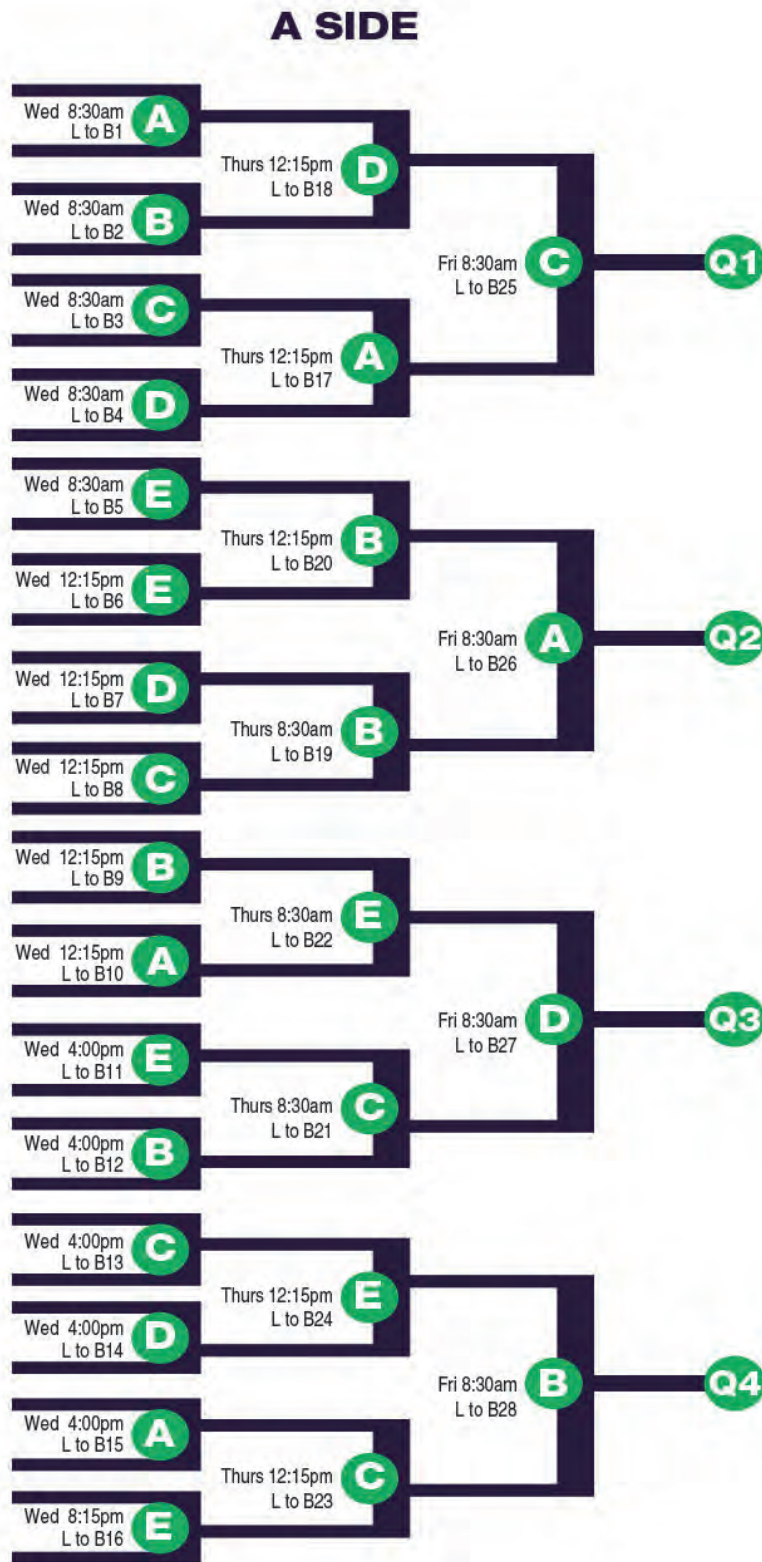 A SIDE
Wed 8:30am
L to B1
A
Wed 8:30am
L to B2
B
Wed 8:30am
L to B3
C
Wed 8:30am
L to B4
D
Wed 8:30am
L to B5
E
Wed 12:15pm
L to B6
E
Wed 12:15pm
L to B7
D
Wed 12:15pm
L to B8
C
Wed 12:15pm
L to B9
B
Wed 12:15pm
L to B10
A
Wed 4:00pm
L to B11
E
Wed 4:00pm
L to B12
B
Wed 4:00pm
L to B13
C
Wed 4:00pm
L to B14
D
Wed 4:00pm
L to B15
A
Wed 8:15pm
L to B16
E
Thurs 12:15pm
L to B18
D
Thurs 12:15pm
L to B17
A
Thurs 12:15pm
L to B20
B
Thurs 8:30am
L to B19
B
Thurs 8:30am
L to B22
E
Thurs 8:30am
L to B21
C
Thurs 12:15pm
L to B24
E
Thurs 12:15pm
L to B23
C
Fri 8:30am
L to B25
C
Fri 8:30am
L to B26
A
Fri 8:30am
L to B27
D
Fri 8:30am
L to B28
B
Q1
Q2
Q3
Q4